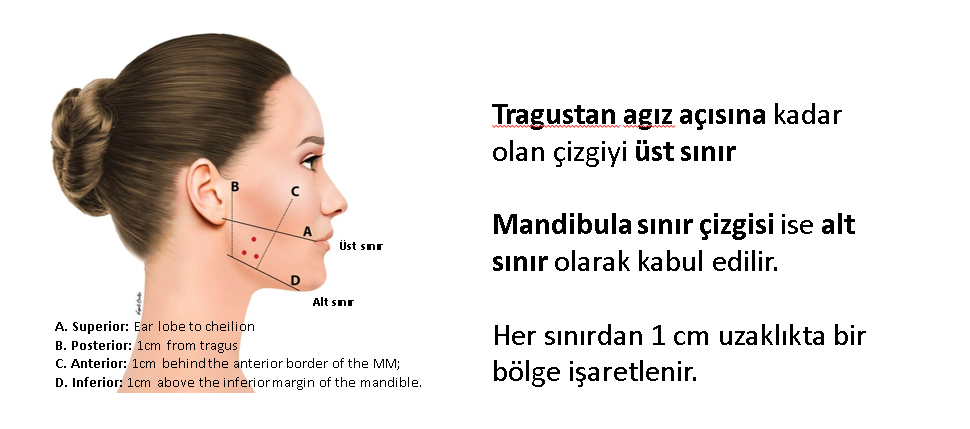 Tragustan agız açısına kadar
olan çizgiyi üst sınır
Mandibula sınır çizgisi ise alt
sınır olarak kabul edilir.
Her sınırdan 1 cm uzaklıkta bir
bölge işaretlenir.
B
C
A
Üst sınır
D
Alt sınır
A. Superior: Ear lobe to cheilion
B. Posterior: 1cm from tragus
C. Anterior: 1cm behind the anterior border of the MM;
D. Inferior: 1cm above the inferior margin of the mandible.